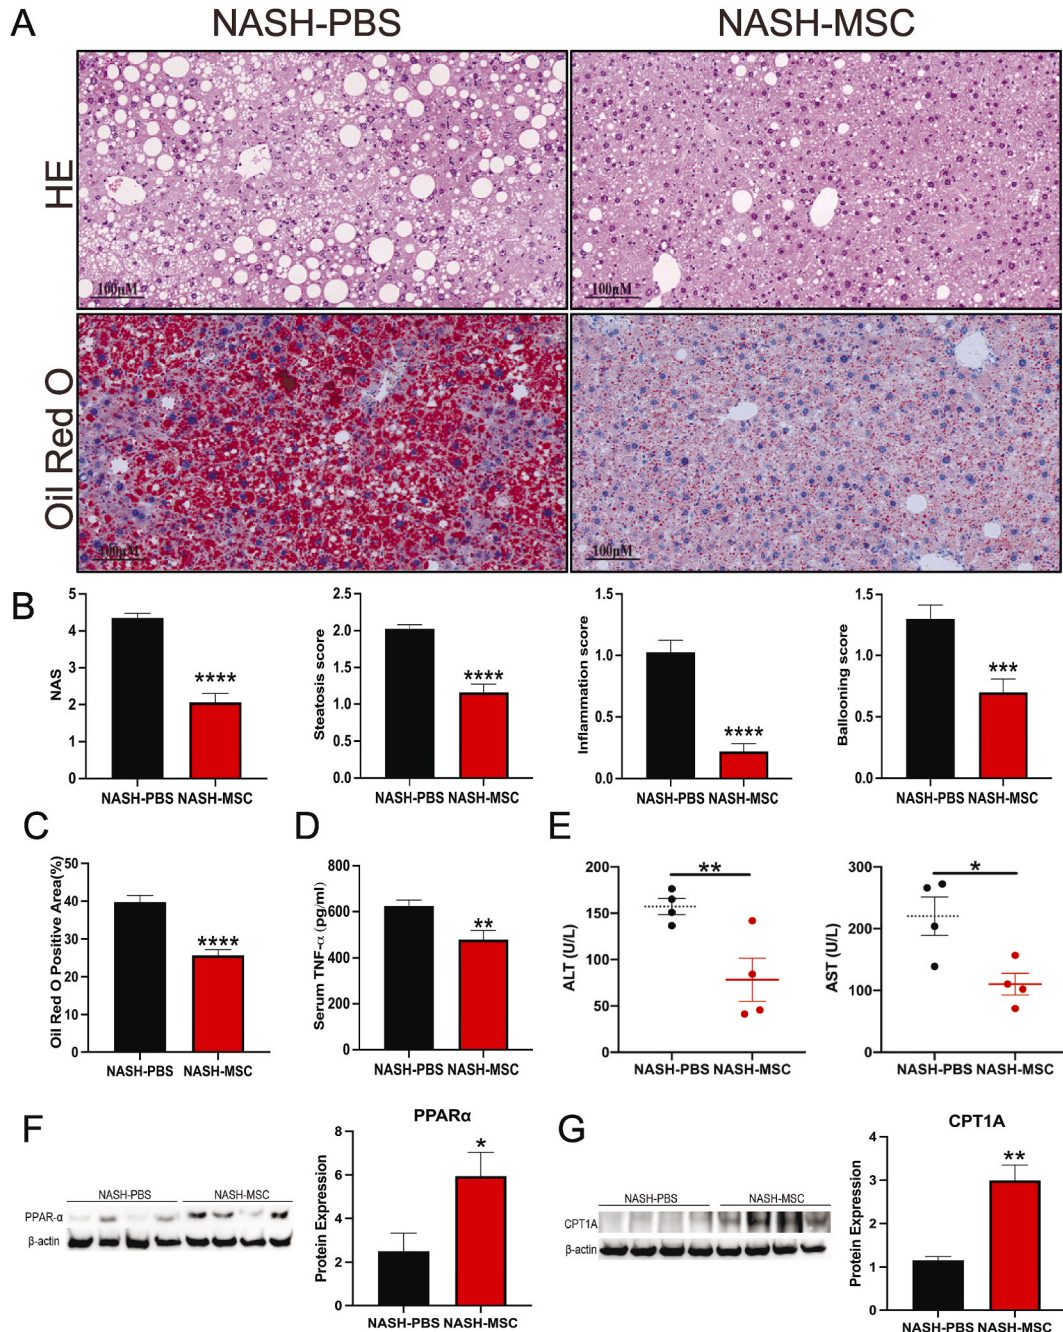 A
NASH-PBS
NASH-MSC
HE
100μM
100μM
Oil Red O
100μM
100μM
B
NAS
5
4
3
2
1
0
****
NASH-PBS NASH-MSC
Steatosis score
2.5
2.0
1.5
1.0
0.5
0.0
****
NASH-PBS NASH-MSC
Inflammation score
1.5
1.0
0.5
0.0
****
NASH-PBS NASH-MSC
Ballooning score
1.5
1.0
0.5
0.0
***
NASH-PBS NASH-MSC
C
Oil Red O Positive Area(%)
50
40
30
20
10
0
****
NASH-PBS NASH-MSC
D
Serum TNF-α (pg/ml)
800
600
400
200
0
**
NASH-PBS NASH-MSC
E
ALT (U/L)
200
150
100
50
0
**
NASH-PBS NASH-MSC
AST (U/L)
300
200
100
0
*
NASH-PBS NASH-MSC
F
NASH-PBS
NASH-MSC
PPAR-α
β-actin
PPARα
Protein Expression
8
6
4
2
0
*
NASH-PBS NASH-MSC
G
NASH-PBS
NASH-MSC
CPT1A
β-actin
CPT1A
Protein Expression
4
3
2
1
0
**
NASH-PBS NASH-MSC